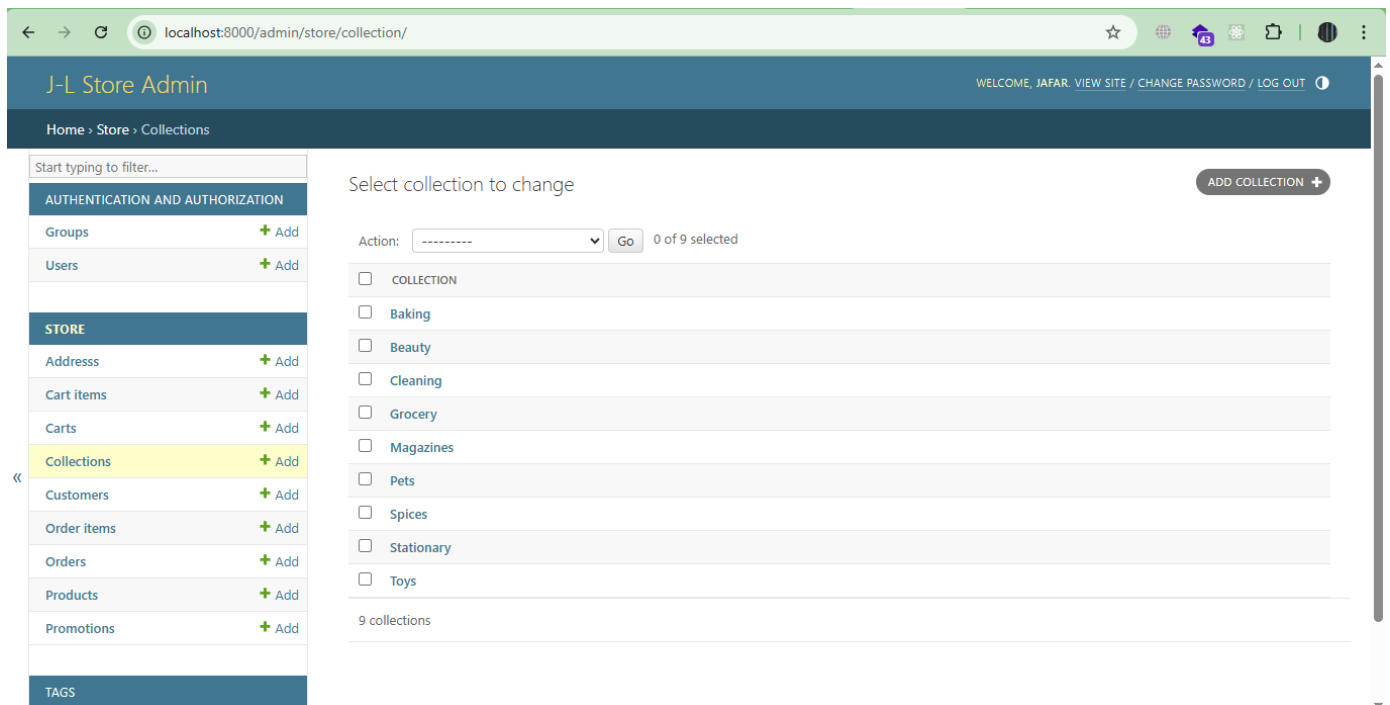 localhost:8000/admin/store/collection/
43
J-L Store Admin
WELCOME, JAFAR. VIEW SITE / CHANGE PASSWORD / LOG OUT
Home › Store › Collections
Start typing to filter...
AUTHENTICATION AND AUTHORIZATION
Groups + Add
Users + Add
STORE
Addresss + Add
Cart items + Add
Carts + Add
Collections + Add
Customers + Add
Order items + Add
Orders + Add
Products + Add
Promotions + Add
TAGS
«
Select collection to change
ADD COLLECTION +
Action: --------- Go 0 of 9 selected
COLLECTION
Baking
Beauty
Cleaning
Grocery
Magazines
Pets
Spices
Stationary
Toys
9 collections